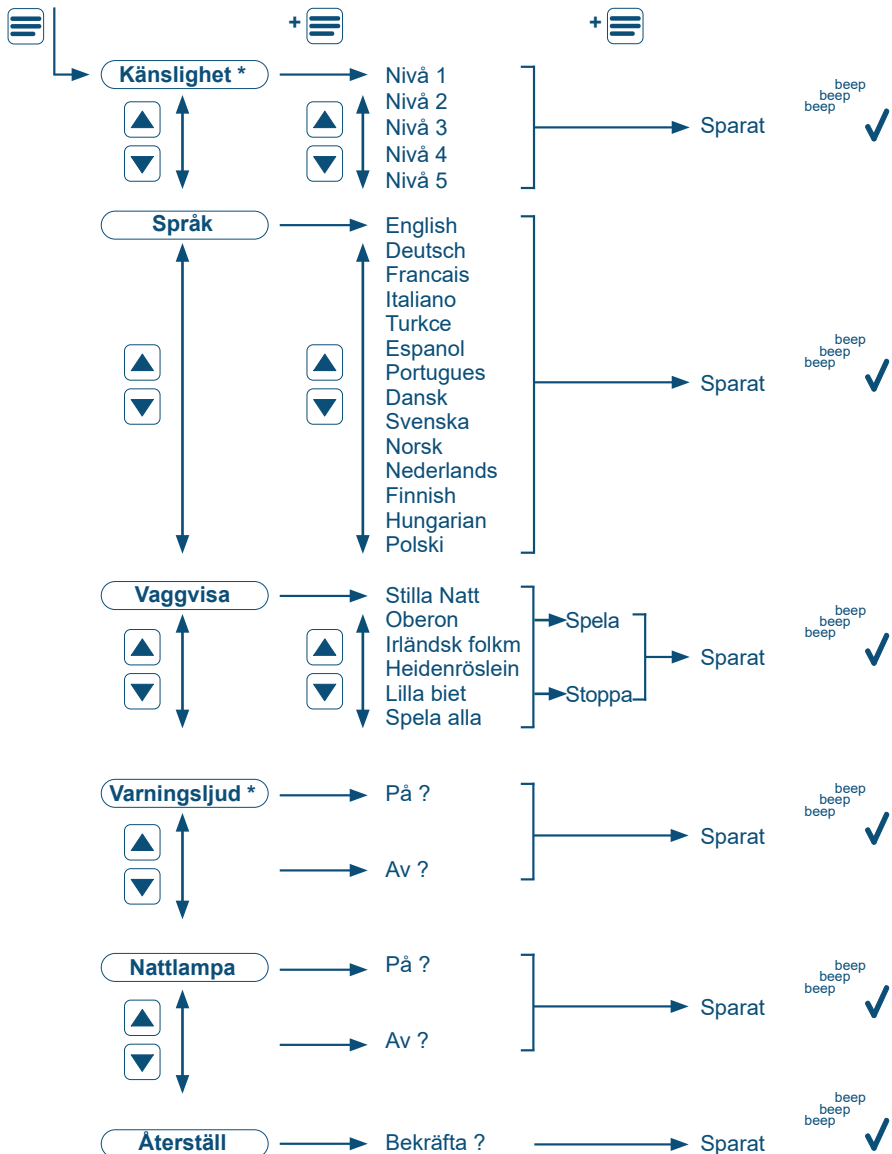 +
+
Känslighet *
Nivå 1
Nivå 2
Nivå 3
Nivå 4
Nivå 5
Sparat
beep
beep
beep
Språk
English
Deutsch
Francais
Italiano
Turkce
Espanol
Portugues
Dansk
Svenska
Norsk
Nederlands
Finnish
Hungarian
Polski
Sparat
beep
beep
beep
Vaggvisa
Stilla Natt
Oberon
Irländsk folkm
Heidenröslein
Lilla biet
Spela alla
Spela
Stoppa
Sparat
beep
beep
beep
Varningsljud *
På ?
Av ?
Sparat
beep
beep
beep
Nattlampa
På ?
Av ?
Sparat
beep
beep
beep
Återställ
Bekräfta ?
Sparat
beep
beep
beep